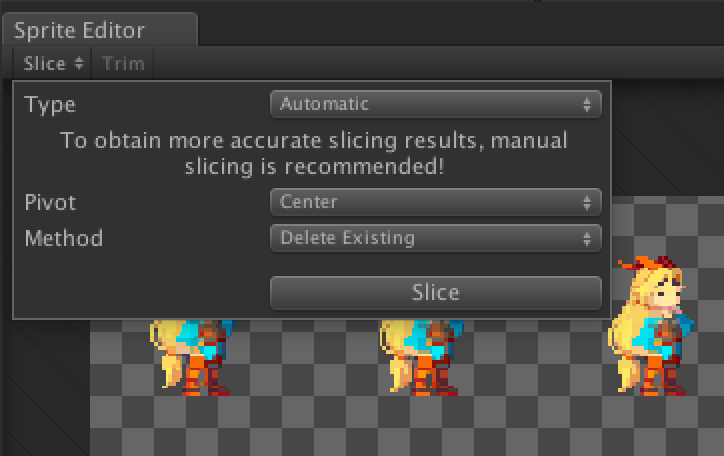 Sprite Editor
Slice Trim
Type Automatic
To obtain more accurate slicing results, manual
slicing is recommended!
Pivot Center
Method Delete Existing
Slice